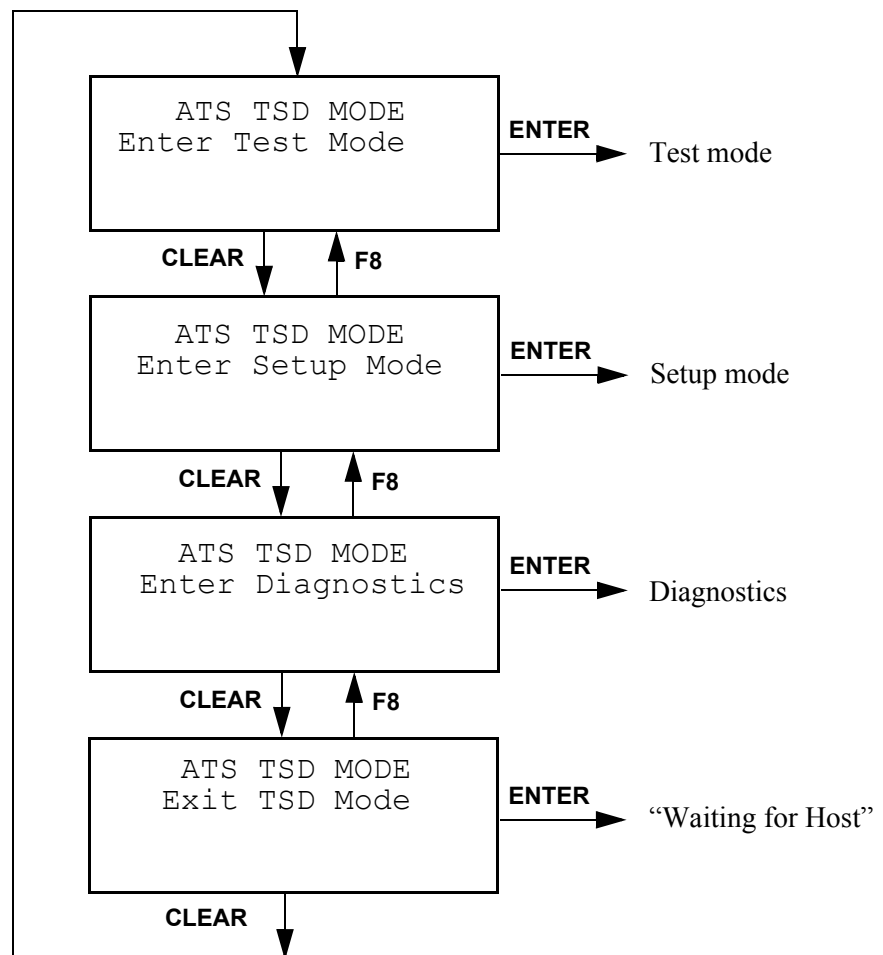 ATS TSD MODE
Enter Test Mode
ENTER
Test mode
CLEAR
F8
ATS TSD MODE
Enter Setup Mode
ENTER
Setup mode
CLEAR
F8
ATS TSD MODE
Enter Diagnostics
ENTER
Diagnostics
CLEAR
F8
ATS TSD MODE
Exit TSD Mode
ENTER
“Waiting for Host”
CLEAR